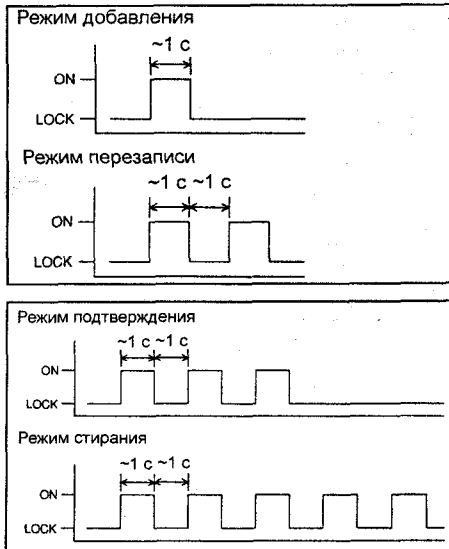 Режим добавления
~1 с
ON
LOCK
Режим перезаписи
~1 с ~1 с
ON
LOCK
Режим подтверждения
~1 с ~1 с
ON
LOCK
Режим стирания
~1 с ~1 с
ON
LOCK